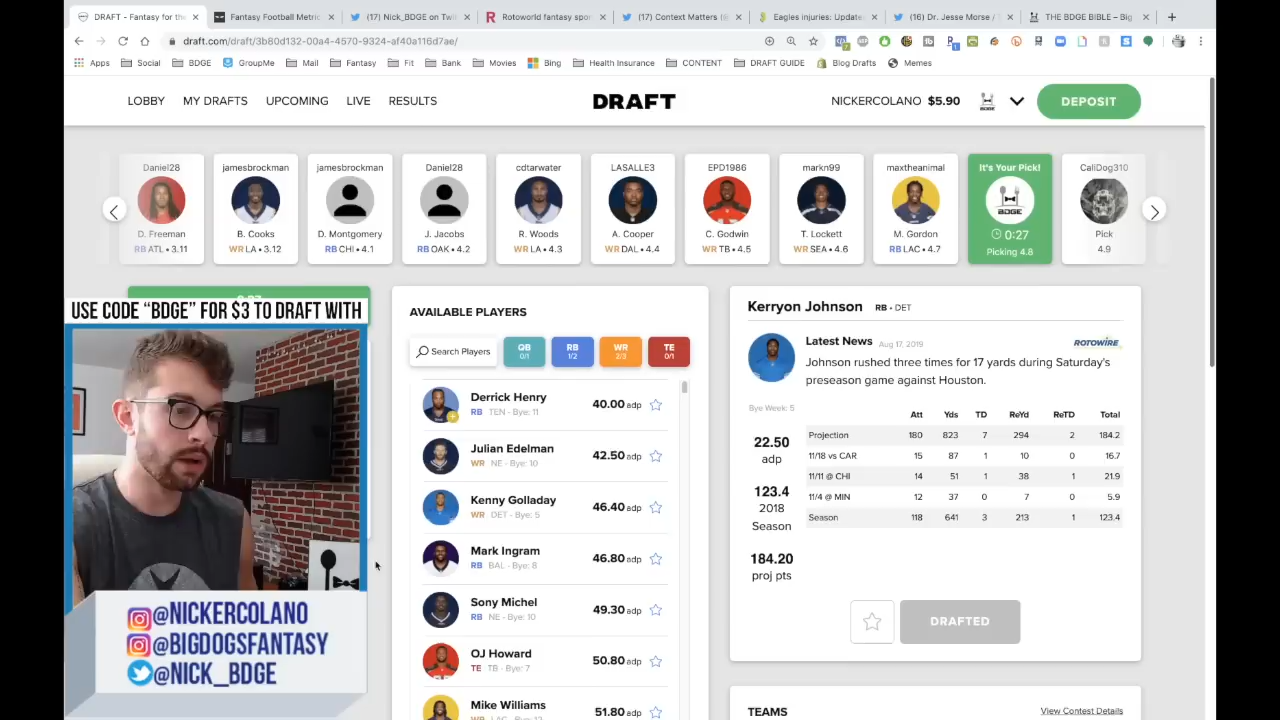 DRAFT - Fantasy for the
Fantasy Football Metric
(17) Nick_BDGE on Twi
Rotoworld fantasy spor
(17) Context Matters (@
Eagles injuries: Update
(16) Dr. Jesse Morse /
THE BDGE BIBLE – Big
draft.com/draft/3b80d132-00a4-4570-9324-af40a116d7ae/
Apps Social BDGE GroupMe Mail Fantasy Fit Bank Movies Bing Health Insurance CONTENT DRAFT GUIDE Blog Drafts Memes
LOBBY MY DRAFTS UPCOMING LIVE RESULTS
DRAFT
NICKERCOLANO $5.90
DEPOSIT
Daniel28
D. Freeman
RB ATL • 3.11
jamesbrockman
B. Cooks
WR LA • 3.12
jamesbrockman
D. Montgomery
RB CHI • 4.1
Daniel28
J. Jacobs
RB OAK • 4.2
cdtarwater
R. Woods
WR LA • 4.3
LASALLE3
A. Cooper
WR DAL • 4.4
EPD1986
C. Godwin
WR TB • 4.5
markn99
T. Lockett
WR SEA • 4.6
maxtheanimal
M. Gordon
RB LAC • 4.7
It's Your Pick!
BDGE
0:27
Picking 4.8
CaliDog310
Pick
4.9
USE CODE "BDGE" FOR $3 TO DRAFT WITH
@NICKERCOLANO
@BIGDOGSFANTASY
@NICK_BDGE
AVAILABLE PLAYERS
Search Players
QB
0/1
RB
1/2
WR
2/3
TE
0/1
Derrick Henry
RB TEN - Bye: 11
40.00 adp
Julian Edelman
WR NE - Bye: 10
42.50 adp
Kenny Golladay
WR DET - Bye: 5
46.40 adp
Mark Ingram
RB BAL - Bye: 8
46.80 adp
Sony Michel
RB NE - Bye: 10
49.30 adp
OJ Howard
TE TB - Bye: 7
50.80 adp
Mike Williams
WR LAC - Bye: 12
51.80 adp
Kerryon Johnson RB • DET
Latest News Aug 17, 2019
ROTOWIRE
Johnson rushed three times for 17 yards during Saturday's
preseason game against Houston.
Bye Week: 5
22.50
adp
123.4
2018
Season
184.20
proj pts
Att Yds TD ReYd ReTD Total
Projection 180 823 7 294 2 184.2
11/18 vs CAR 15 87 1 10 0 16.7
11/11 @ CHI 14 51 1 38 1 21.9
11/4 @ MIN 12 37 0 7 0 5.9
Season 118 641 3 213 1 123.4
DRAFTED
TEAMS
View Contest Details